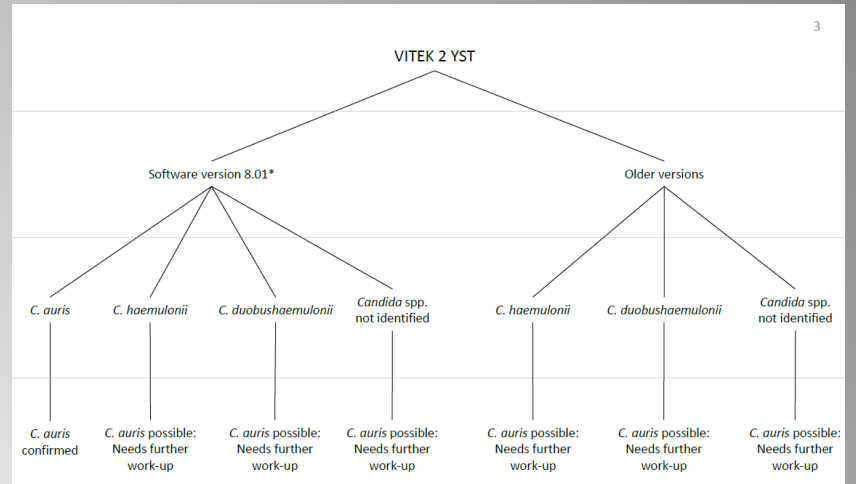 3
VITEK 2 YST
Software version 8.01*
Older versions
C. auris
C. haemulonii
C. duobushaemulonii
Candida spp.
not identified
C. haemulonii
C. duobushaemulonii
Candida spp.
not identified
C. auris
confirmed
C. auris possible:
Needs further
work-up
C. auris possible:
Needs further
work-up
C. auris possible:
Needs further
work-up
C. auris possible:
Needs further
work-up
C. auris possible:
Needs further
work-up
C. auris possible:
Needs further
work-up